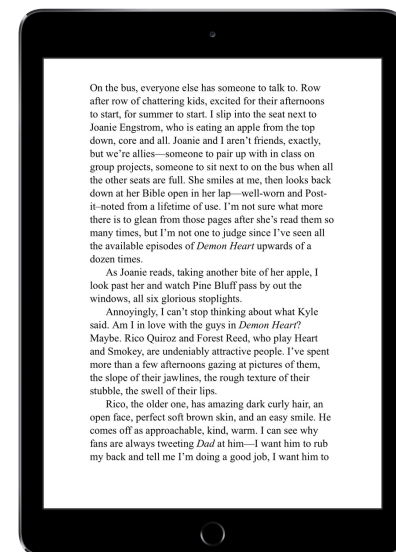 On the bus, everyone else has someone to talk to. Row
after row of chattering kids, excited for their afternoons
to start, for summer to start. I slip into the seat next to
Joanie Engstrom, who is eating an apple from the top
down, core and all. Joanie and I aren’t friends, exactly,
but we’re allies—someone to pair up with in class on
group projects, someone to sit next to on the bus when all
the other seats are full. She smiles at me, then looks back
down at her Bible open in her lap—well-worn and Post-
it–noted from a lifetime of use. I’m not sure what more
there is to glean from those pages after she’s read them so
many times, but I’m not one to judge since I’ve seen all
the available episodes of Demon Heart upwards of a
dozen times.
As Joanie reads, taking another bite of her apple, I
look past her and watch Pine Bluff pass by out the
windows, all six glorious stoplights.
Annoyingly, I can’t stop thinking about what Kyle
said. Am I in love with the guys in Demon Heart?
Maybe. Rico Quiroz and Forest Reed, who play Heart
and Smokey, are undeniably attractive people. I’ve spent
more than a few afternoons gazing at pictures of them,
the slope of their jawlines, the rough texture of their
stubble, the swell of their lips.
Rico, the older one, has amazing dark curly hair, an
open face, perfect soft brown skin, and an easy smile. He
comes off as approachable, kind, warm. I can see why
fans are always tweeting Dad at him—I want him to rub
my back and tell me I’m doing a good job, I want him to